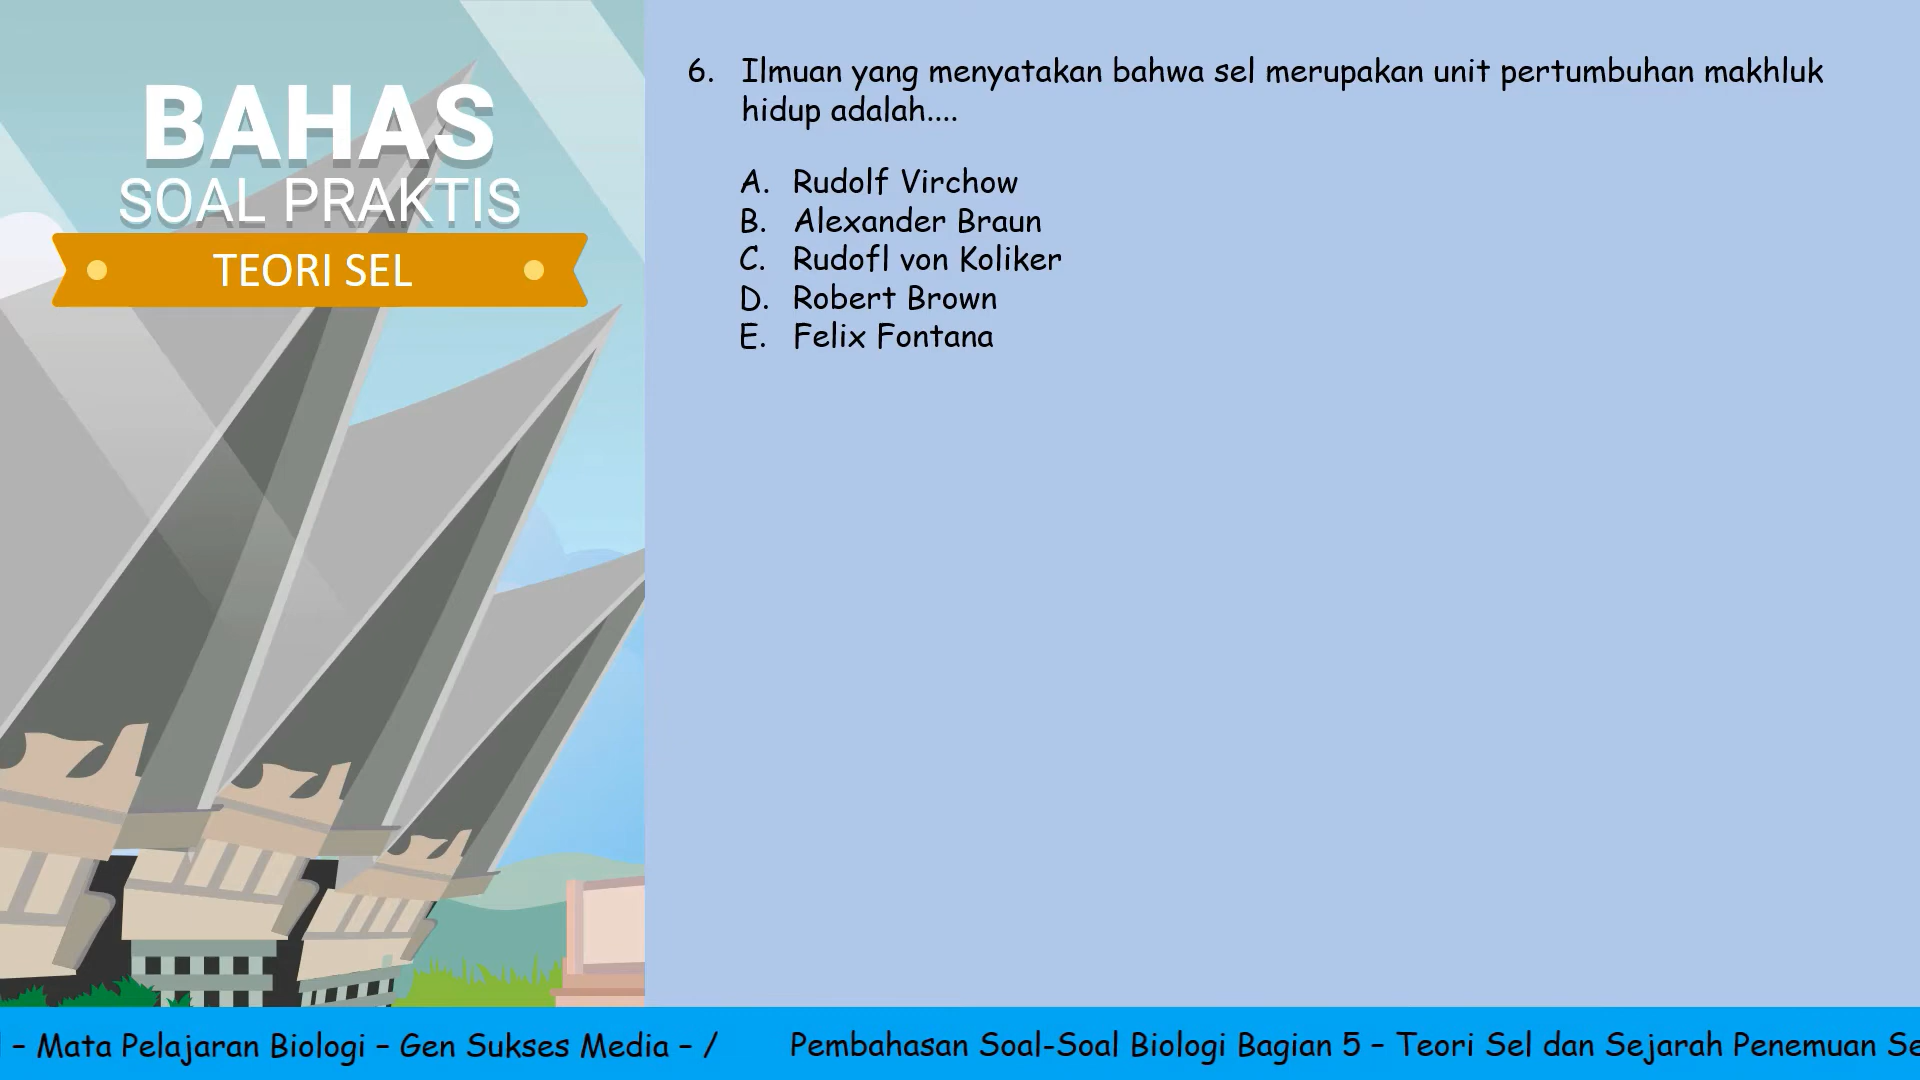 BAHAS
SOAL PRAKTIS
TEORI SEL
6. Ilmuan yang menyatakan bahwa sel merupakan unit pertumbuhan makhluk
hidup adalah....
A. Rudolf Virchow
B. Alexander Braun
C. Rudofl von Koliker
D. Robert Brown
E. Felix Fontana
– Mata Pelajaran Biologi – Gen Sukses Media – / Pembahasan Soal-Soal Biologi Bagian 5 – Teori Sel dan Sejarah Penemuan Se